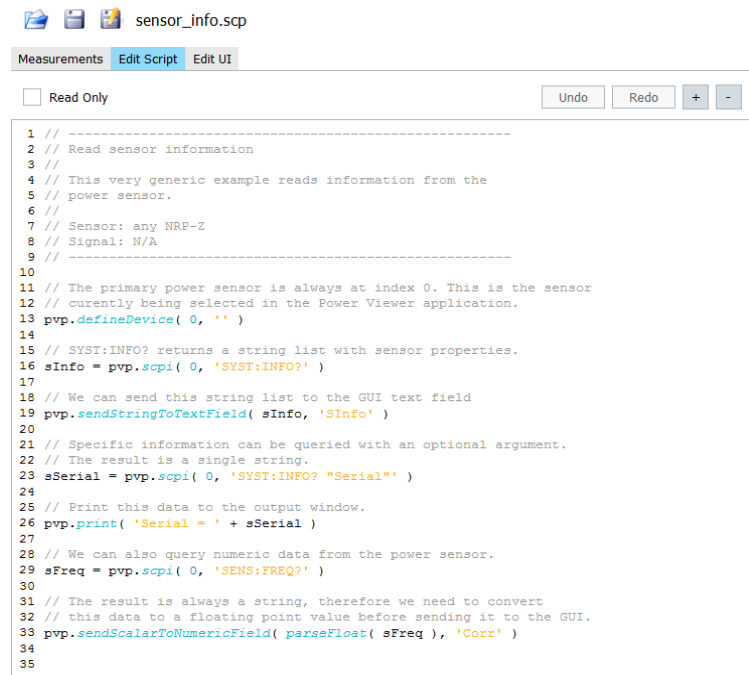 sensor_info.scp
Measurements Edit Script Edit UI
Read Only Undo Redo + -
1 // -------------------------------------------------------
2 // Read sensor information
3 //
4 // This very generic example reads information from the
5 // power sensor.
6 //
7 // Sensor: any NRP-Z
8 // Signal: N/A
9 // -------------------------------------------------------
10
11 // The primary power sensor is always at index 0. This is the sensor
12 // curently being selected in the Power Viewer application.
13 pvp.defineDevice( 0, '' )
14
15 // SYST:INFO? returns a string list with sensor properties.
16 sInfo = pvp.scpi( 0, 'SYST:INFO?' )
17
18 // We can send this string list to the GUI text field
19 pvp.sendStringToTextField( sInfo, 'SInfo' )
20
21 // Specific information can be queried with an optional argument.
22 // The result is a single string.
23 sSerial = pvp.scpi( 0, 'SYST:INFO? "Serial"' )
24
25 // Print this data to the output window.
26 pvp.print( 'Serial = ' + sSerial )
27
28 // We can also query numeric data from the power sensor.
29 sFreq = pvp.scpi( 0, 'SENS:FREQ?' )
30
31 // The result is always a string, therefore we need to convert
32 // this data to a floating point value before sending it to the GUI.
33 pvp.sendScalarToNumericField( parseFloat( sFreq ), 'Corr' )
34
35